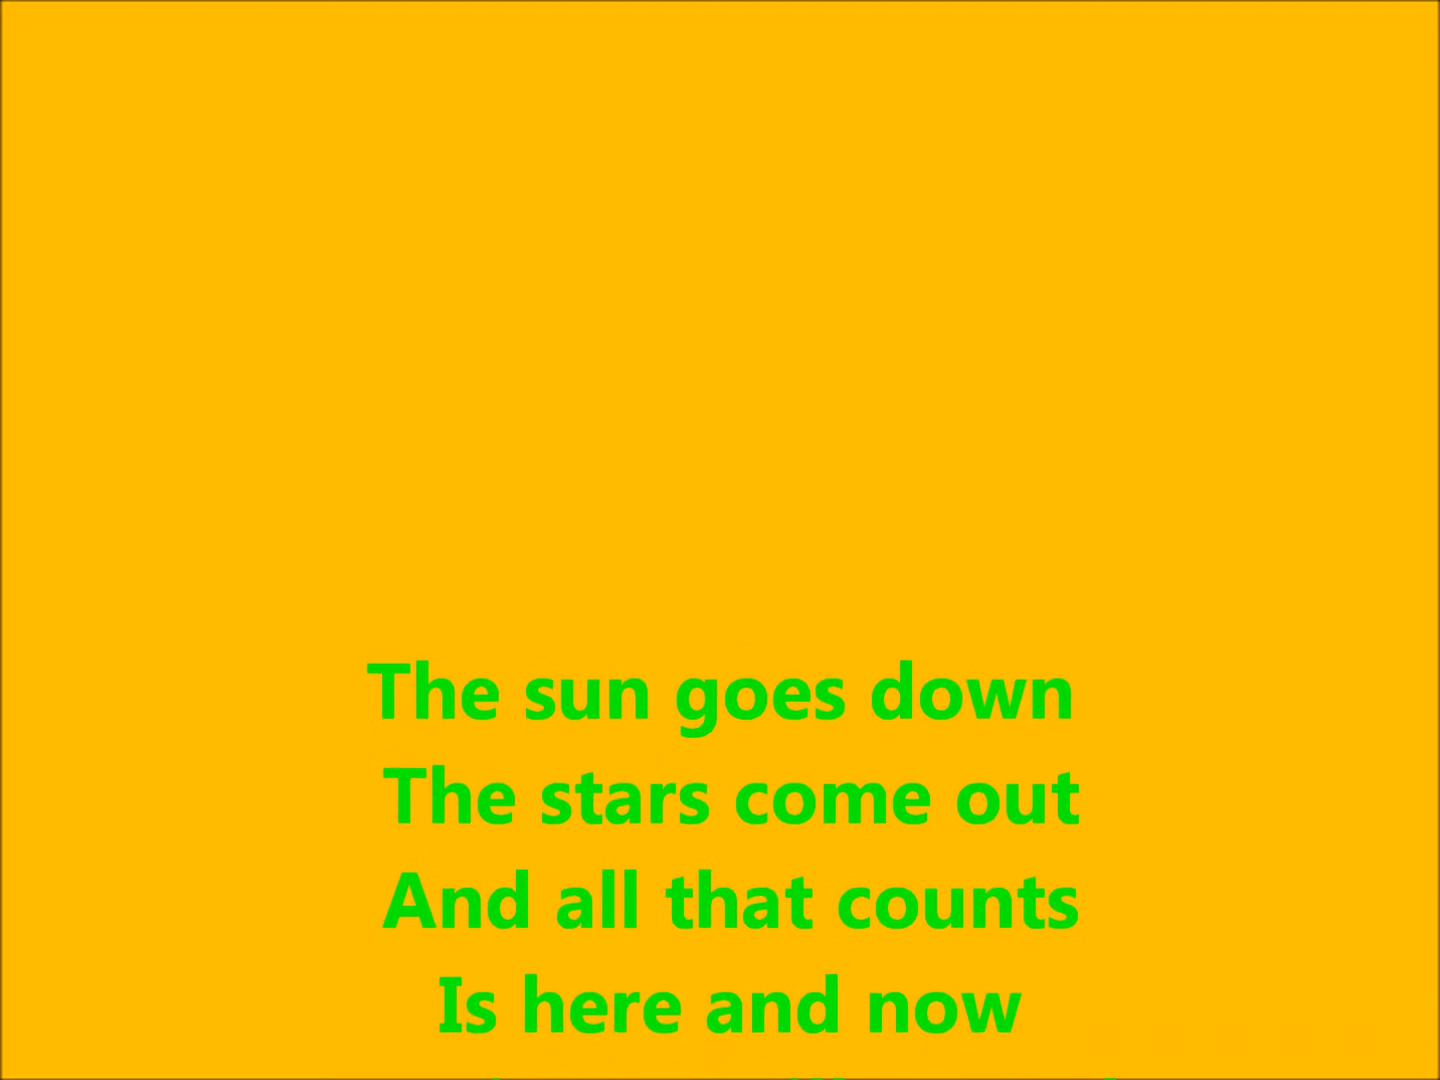 The sun goes down
The stars come out
And all that counts
Is here and now